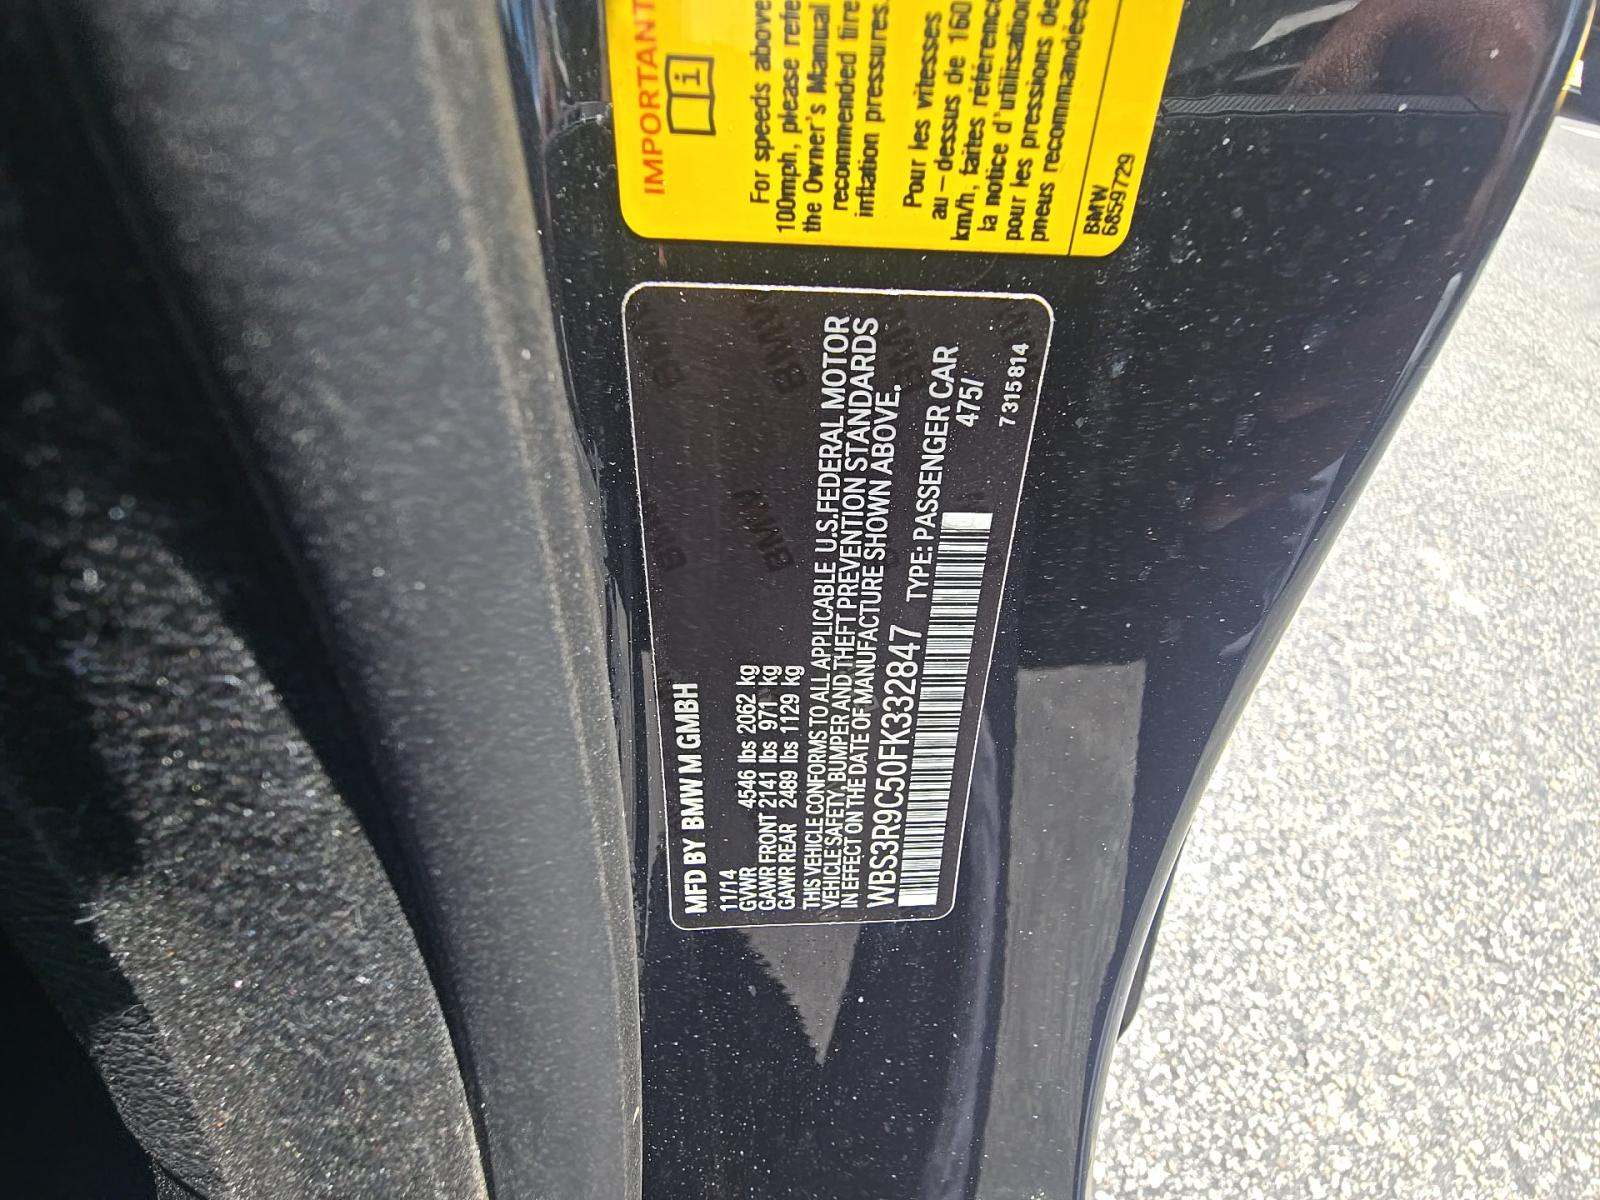 IMPORTANT
i
For speeds above
100mph, please refe
the Owner's Manual
recommended tire
inflation pressures.
Pour les vitesses
au-dessus de 160
km/h, faites référence
la notice d'utilisation
pour les pressions de
pneus recommandées
BMW
6859729
MFD BY BMW M GMBH
11/14
GVWR 4546 lbs 2062 kg
GAWR FRONT 2141 lbs 971 kg
GAWR REAR 2489 lbs 1129 kg
THIS VEHICLE CONFORMS TO ALL APPLICABLE U.S.FEDERAL MOTOR
VEHICLE SAFETY, BUMPER AND THEFT PREVENTION STANDARDS
IN EFFECT ON THE DATE OF MANUFACTURE SHOWN ABOVE.
WBS3R9C50FK332847 TYPE: PASSENGER CAR
475/
7315814